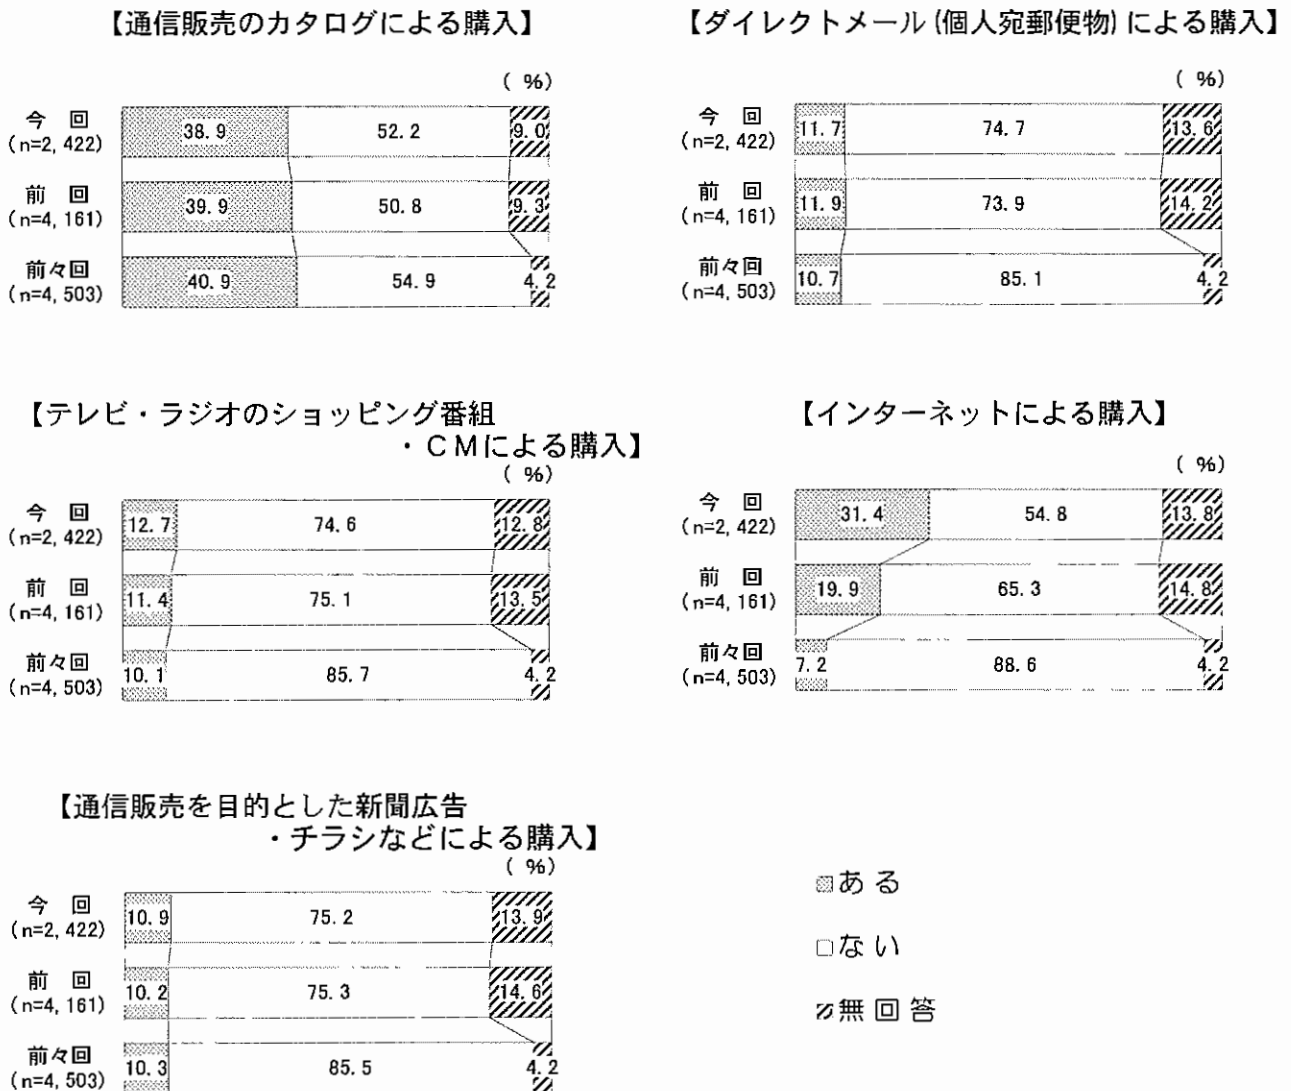 【通信販売のカタログによる購入】
( %)
今 回
(n=2, 422)
38. 9 52. 2 9. 0
前 回
(n=4, 161)
39. 9 50. 8 9. 3
前々回
(n=4, 503)
40. 9 54. 9 4. 2
【ダイレクトメール(個人宛郵便物)による購入】
( %)
今 回
(n=2, 422)
11. 7 74. 7 13. 6
前 回
(n=4, 161)
11. 9 73. 9 14. 2
前々回
(n=4, 503)
10. 7 85. 1 4. 2
【テレビ・ラジオのショッピング番組
・CMによる購入】
( %)
今 回
(n=2, 422)
12. 7 74. 6 12. 8
前 回
(n=4, 161)
11. 4 75. 1 13. 5
前々回
(n=4, 503)
10. 1 85. 7 4. 2
【インターネットによる購入】
( %)
今 回
(n=2, 422)
31. 4 54. 8 13. 8
前 回
(n=4, 161)
19. 9 65. 3 14. 8
前々回
(n=4, 503)
7. 2 88. 6 4. 2
【通信販売を目的とした新聞広告
・チラシなどによる購入】
( %)
今 回
(n=2, 422)
10. 9 75. 2 13. 9
前 回
(n=4, 161)
10. 2 75. 3 14. 6
前々回
(n=4, 503)
10. 3 85. 5 4. 2
ある
ない
無回答